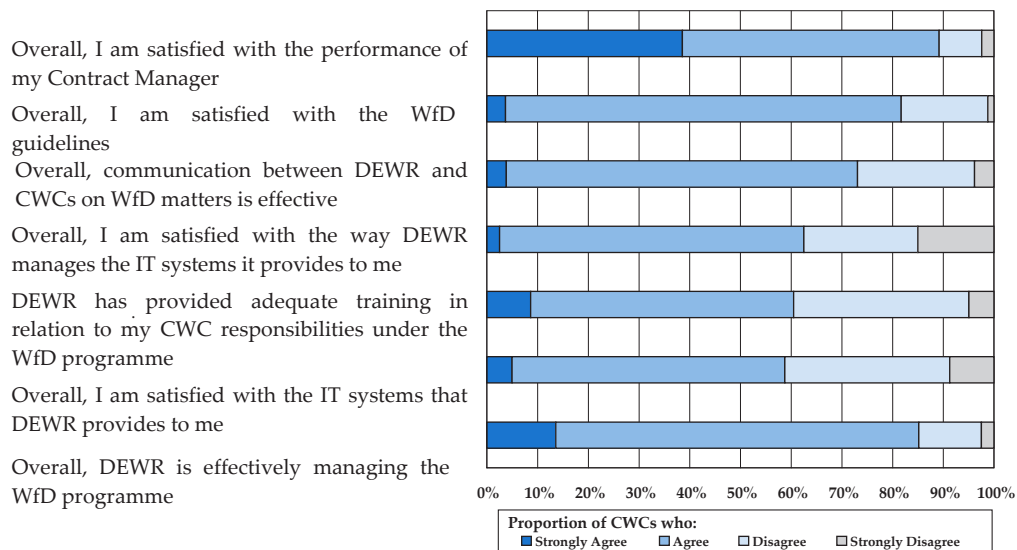 Overall, I am satisfied with the performance of
my Contract Manager
Overall, I am satisfied with the WfD
guidelines
Overall, communication between DEWR and
CWCs on WfD matters is effective
Overall, I am satisfied with the way DEWR
manages the IT systems it provides to me
DEWR has provided adequate training in
relation to my CWC responsibilities under the
WfD programme
Overall, I am satisfied with the IT systems that
DEWR provides to me
Overall, DEWR is effectively managing the
WfD programme
0% 10% 20% 30% 40% 50% 60% 70% 80% 90% 100%
Proportion of CWCs who:
Strongly Agree Agree Disagree Strongly Disagree